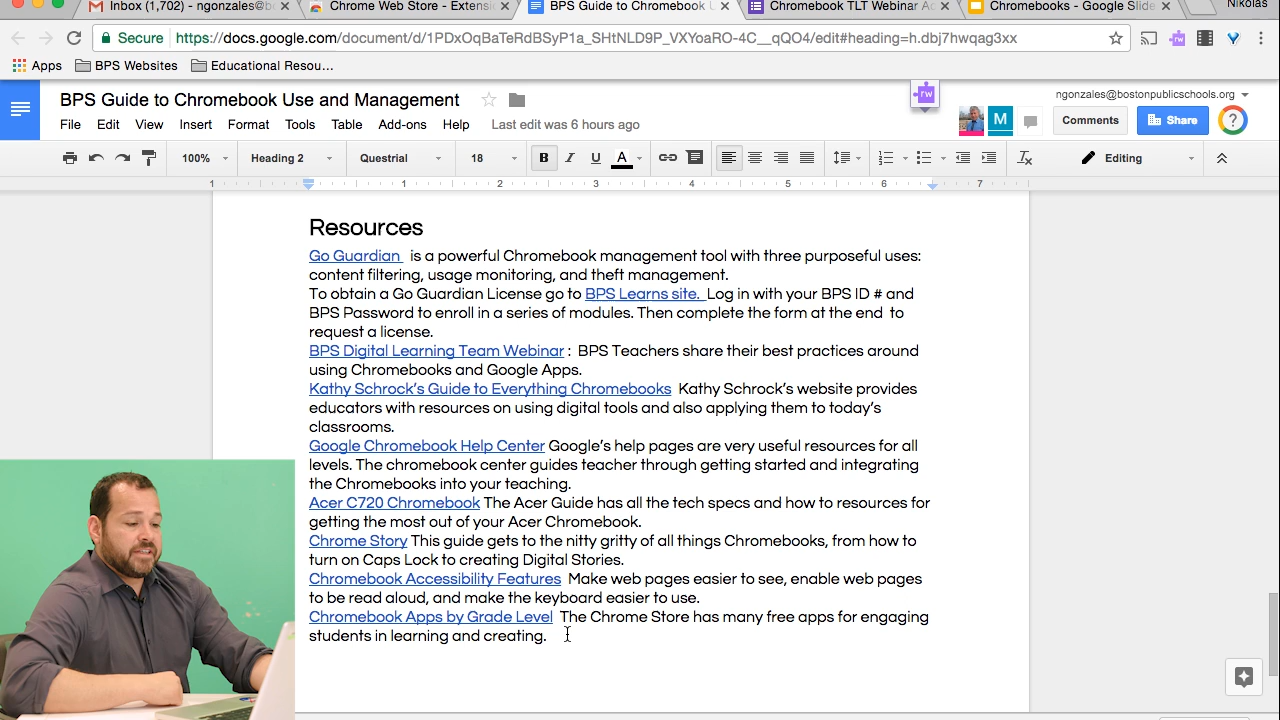 Inbox (1,702) - ngonzales@b
Chrome Web Store - Extensi
BPS Guide to Chromebook U
Chromebook TLT Webinar A
Chromebooks - Google Slide
Nikolas
Secure https://docs.google.com/document/d/1PDxOqBaTeRdBSyP1a_SHtNLD9P_VXYoaRO-4C__qQO4/edit#heading=h.dbj7hwqag3xx
Apps BPS Websites Educational Resou...
BPS Guide to Chromebook Use and Management
ngonzales@bostonpublicschools.org
File Edit View Insert Format Tools Table Add-ons Help Last edit was 6 hours ago
M Comments Share ?
rw
100% Heading 2 Questrial 18 B I U A Editing
1 1 2 3 4 5 6 7
Resources
Go Guardian is a powerful Chromebook management tool with three purposeful uses:
content filtering, usage monitoring, and theft management.
To obtain a Go Guardian License go to BPS Learns site. Log in with your BPS ID # and
BPS Password to enroll in a series of modules. Then complete the form at the end to
request a license.
BPS Digital Learning Team Webinar : BPS Teachers share their best practices around
using Chromebooks and Google Apps.
Kathy Schrock's Guide to Everything Chromebooks Kathy Schrock's website provides
educators with resources on using digital tools and also applying them to today's
classrooms.
Google Chromebook Help Center Google's help pages are very useful resources for all
levels. The chromebook center guides teacher through getting started and integrating
the Chromebooks into your teaching.
Acer C720 Chromebook The Acer Guide has all the tech specs and how to resources for
getting the most out of your Acer Chromebook.
Chrome Story This guide gets to the nitty gritty of all things Chromebooks, from how to
turn on Caps Lock to creating Digital Stories.
Chromebook Accessibility Features Make web pages easier to see, enable web pages
to be read aloud, and make the keyboard easier to use.
Chromebook Apps by Grade Level The Chrome Store has many free apps for engaging
students in learning and creating.